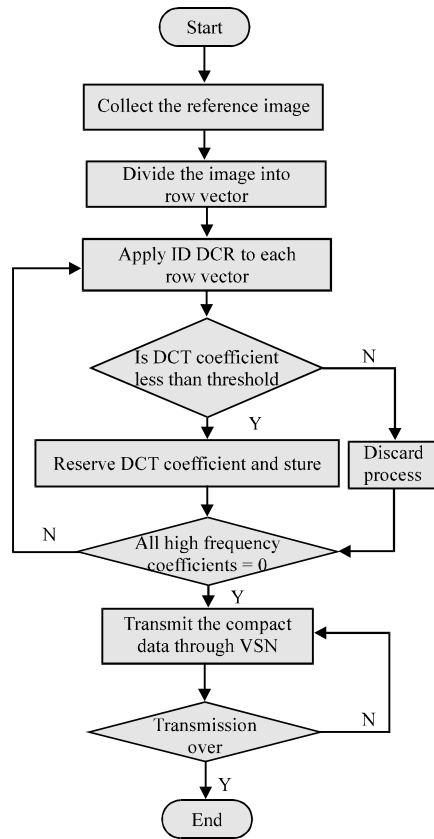 Start
Collect the reference image
Divide the image into
row vector
Apply ID DCR to each
row vector
Is DCT coefficient
less than threshold
N
Y
Reserve DCT coefficient and sture
Discard
process
N
All high frequency
coefficients = 0
Y
Transmit the compact
data through VSN
Transmission
over
N
Y
End